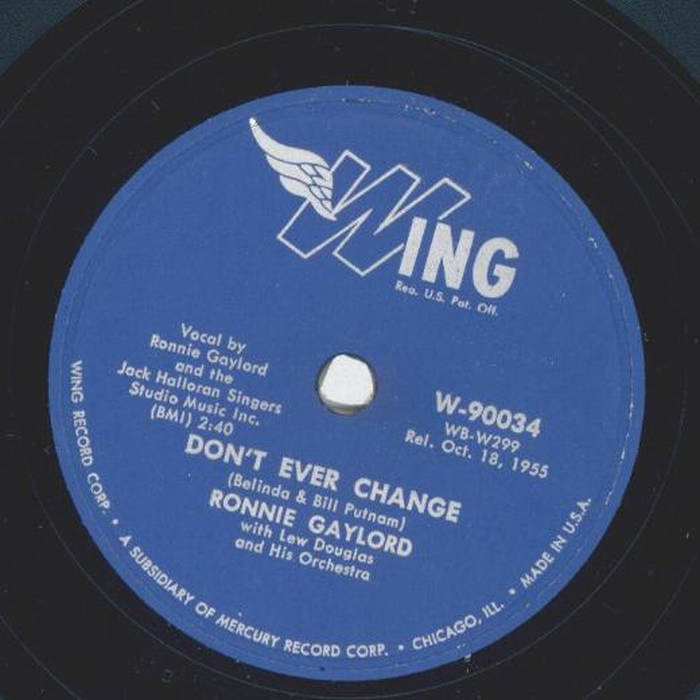 WING
Reg. U.S. Pat. Off.
Vocal by
Ronnie Gaylord
and the
Jack Halloran Singers
Studio Music Inc.
(BMI) 2:40
W-90034
WB-W299
Rel. Oct. 18, 1955
DON'T EVER CHANGE
(Belinda & Bill Putnam)
RONNIE GAYLORD
with Lew Douglas
and His Orchestra
WING RECORD CORP. • A SUBSIDIARY OF MERCURY RECORD CORP. • CHICAGO, ILL. • MADE IN U.S.A.